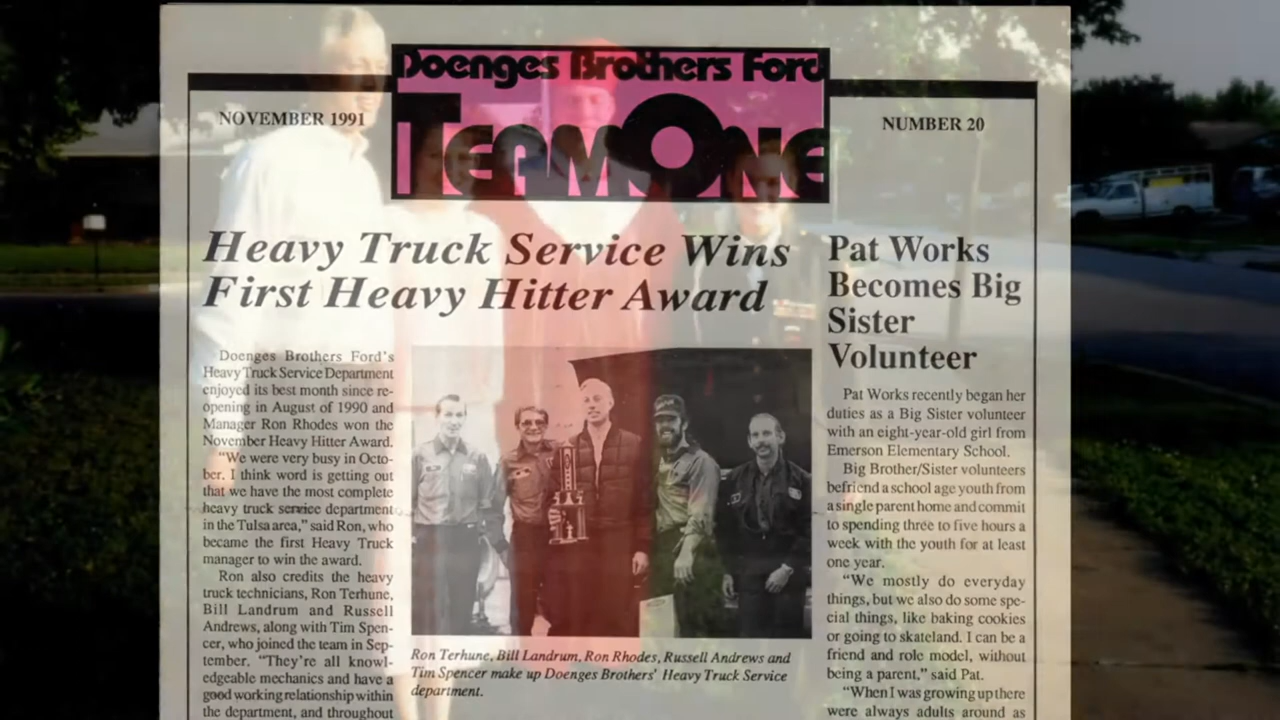 Doenges Brothers Ford
TEAMONE
NOVEMBER 1991
NUMBER 20
Heavy Truck Service Wins
First Heavy Hitter Award
Doenges Brothers Ford's
Heavy Truck Service Department
enjoyed its best month since re-
opening in August of 1990 and
Manager Ron Rhodes won the
November Heavy Hitter Award.
"We were very busy in Octo-
ber. I think word is getting out
that we have the most complete
heavy truck service department
in the Tulsa area," said Ron, who
became the first Heavy Truck
manager to win the award.
Ron also credits the heavy
truck technicians, Ron Terhune,
Bill Landrum and Russell
Andrews, along with Tim Spen-
cer, who joined the team in Sep-
tember. "They're all knowl-
edgeable mechanics and have a
good working relationship within
the department, and throughout
Ron Terhune, Bill Landrum, Ron Rhodes, Russell Andrews and
Tim Spencer make up Doenges Brothers' Heavy Truck Service
department.
Pat Works
Becomes Big
Sister
Volunteer
Pat Works recently began her
duties as a Big Sister volunteer
with an eight-year-old girl from
Emerson Elementary School.
Big Brother/Sister volunteers
befriend a school age youth from
a single parent home and commit
to spending three to five hours a
week with the youth for at least
one year.
"We mostly do everyday
things, but we also do some spe-
cial things, like baking cookies
or going to skateland. I can be a
friend and role model, without
being a parent," said Pat.
"When I was growing up there
were always adults around as